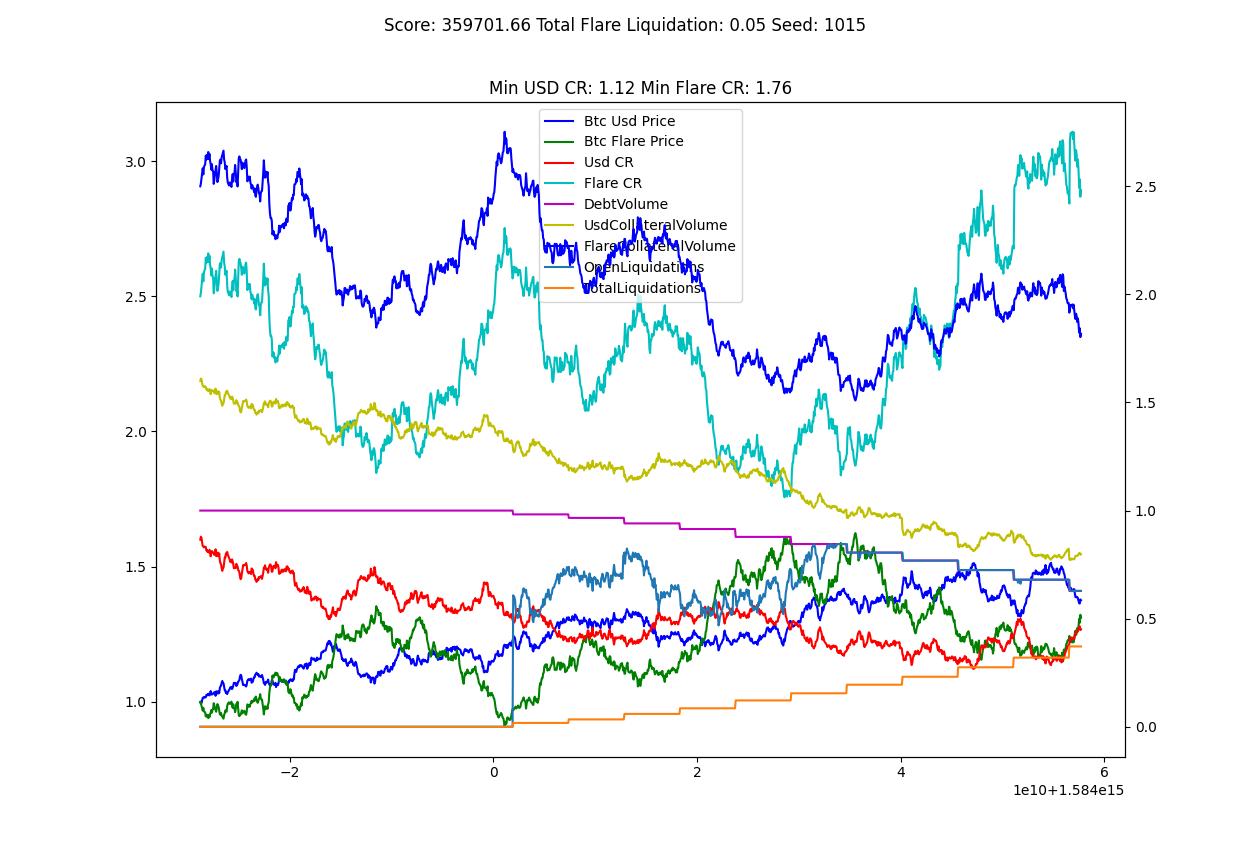 Score: 359701.66 Total Flare Liquidation: 0.05 Seed: 1015
Min USD CR: 1.12 Min Flare CR: 1.76
Btc Usd Price
Btc Flare Price
Usd CR
Flare CR
DebtVolume
UsdCollateralVolume
FlareCollateralVolume
OpenLiquidations
TotalLiquidations
3.0
2.5
2.0
1.5
1.0
2.5
2.0
1.5
1.0
0.5
0.0
−2
0
2
4
6
1e10+1.584e15